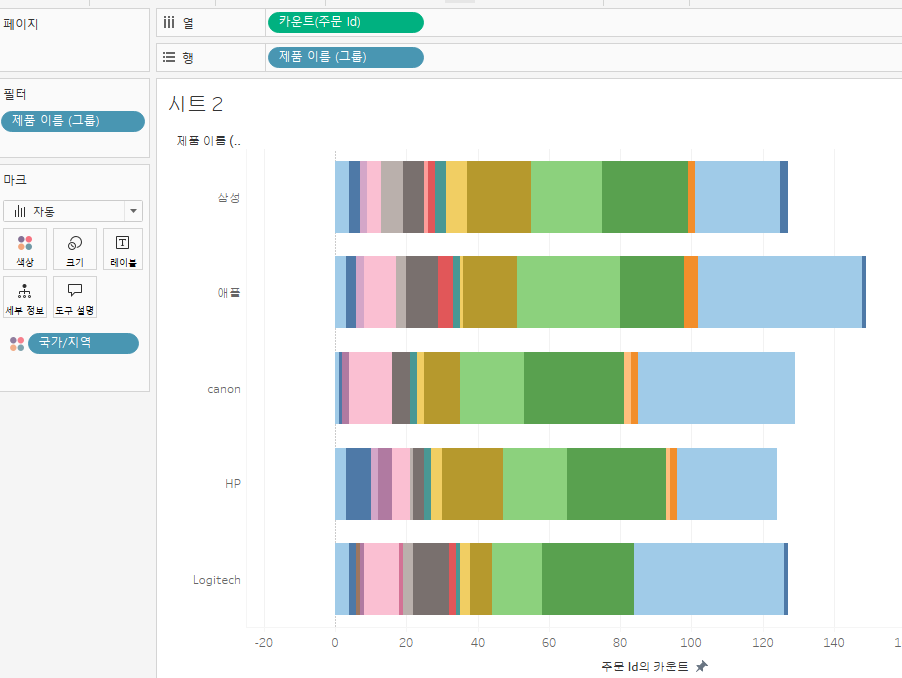 페이지
열
카운트(주문 Id)
행
제품 이름 (그룹)
필터
제품 이름 (그룹)
마크
자동
색상
크기
레이블
세부 정보
도구 설명
국가/지역
시트 2
제품 이름 (..
삼성
애플
canon
HP
Logitech
-20
0
20
40
60
80
100
120
140
1
주문 Id의 카운트